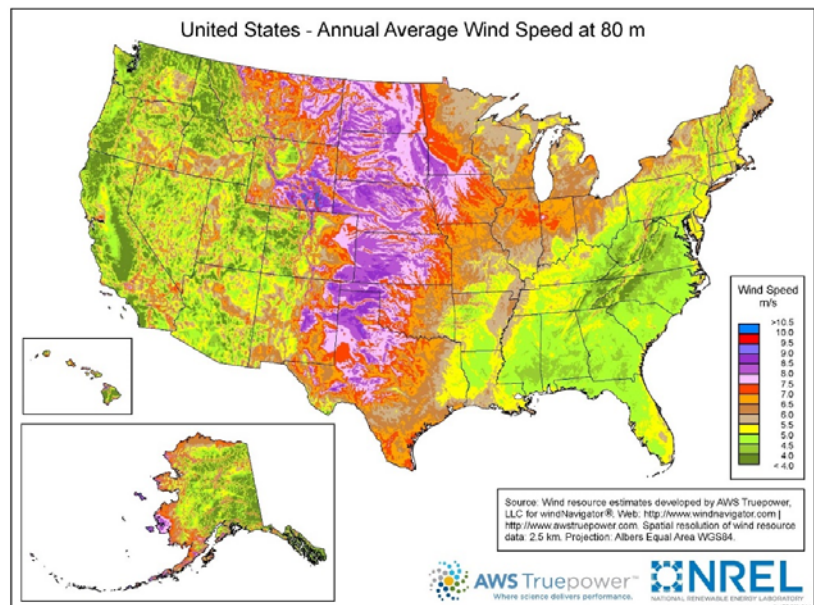 United States - Annual Average Wind Speed at 80 m
Wind Speed
m/s
>10.5
10.0
9.5
9.0
8.5
8.0
7.5
7.0
6.5
6.0
5.5
5.0
4.5
4.0
< 4.0
Source: Wind resource estimates developed by AWS Truepower,
LLC for windNavigator®. Web: http://www.windnavigator.com |
http://www.awstruepower.com. Spatial resolution of wind resource
data: 2.5 km. Projection: Albers Equal Area WGS84.
AWS Truepower™
Where science delivers performance.
NREL
NATIONAL RENEWABLE ENERGY LABORATORY